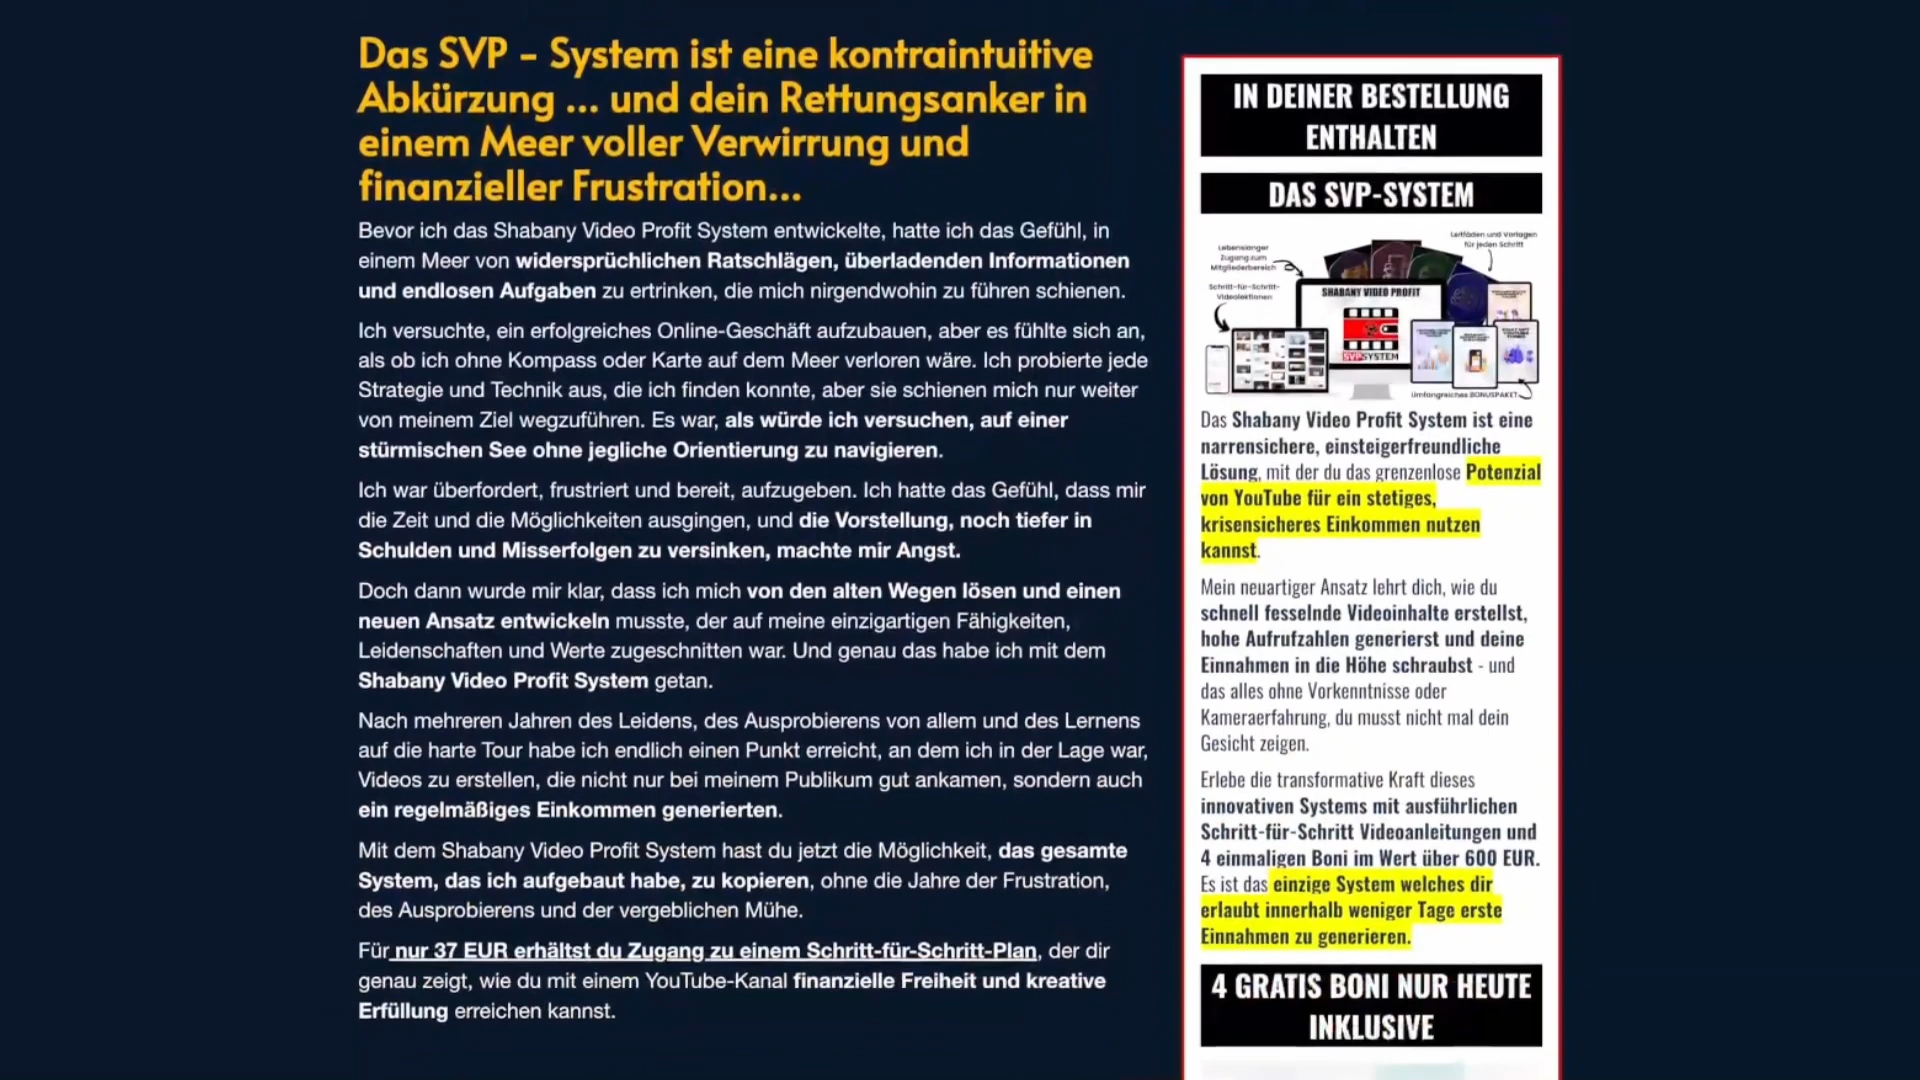 Das SVP - System ist eine kontraintuitive
Abkürzung ... und dein Rettungsanker in
einem Meer voller Verwirrung und
finanzieller Frustration...
Bevor ich das Shabany Video Profit System entwickelte, hatte ich das Gefühl, in
einem Meer von widersprüchlichen Ratschlägen, überladenden Informationen
und endlosen Aufgaben zu ertrinken, die mich nirgendwohin zu führen schienen.
Ich versuchte, ein erfolgreiches Online-Geschäft aufzubauen, aber es fühlte sich an,
als ob ich ohne Kompass oder Karte auf dem Meer verloren wäre. Ich probierte jede
Strategie und Technik aus, die ich finden konnte, aber sie schienen mich nur weiter
von meinem Ziel wegzuführen. Es war, als würde ich versuchen, auf einer
stürmischen See ohne jegliche Orientierung zu navigieren.
Ich war überfordert, frustriert und bereit, aufzugeben. Ich hatte das Gefühl, dass mir
die Zeit und die Möglichkeiten ausgingen, und die Vorstellung, noch tiefer in
Schulden und Misserfolgen zu versinken, machte mir Angst.
Doch dann wurde mir klar, dass ich mich von den alten Wegen lösen und einen
neuen Ansatz entwickeln musste, der auf meine einzigartigen Fähigkeiten,
Leidenschaften und Werte zugeschnitten war. Und genau das habe ich mit dem
Shabany Video Profit System getan.
Nach mehreren Jahren des Leidens, des Ausprobierens von allem und des Lernens
auf die harte Tour habe ich endlich einen Punkt erreicht, an dem ich in der Lage war,
Videos zu erstellen, die nicht nur bei meinem Publikum gut ankamen, sondern auch
ein regelmäßiges Einkommen generierten.
Mit dem Shabany Video Profit System hast du jetzt die Möglichkeit, das gesamte
System, das ich aufgebaut habe, zu kopieren, ohne die Jahre der Frustration,
des Ausprobierens und der vergeblichen Mühe.
Für nur 37 EUR erhältst du Zugang zu einem Schritt-für-Schritt-Plan, der dir
genau zeigt, wie du mit einem YouTube-Kanal finanzielle Freiheit und kreative
Erfüllung erreichen kannst.
IN DEINER BESTELLUNG
ENTHALTEN
DAS SVP-SYSTEM
Lebenslanger
Zugang zum
Mitgliederbereich
Leitfäden und Vorlagen
für jeden Schritt
Schritt-für-Schritt-
Videolektionen
SHABANY VIDEO PROFIT
SVPSYSTEM
Umfangreiches BONUSPAKET
Das Shabany Video Profit System ist eine
narrensichere, einsteigerfreundliche
Lösung, mit der du das grenzenlose Potenzial
von YouTube für ein stetiges,
krisensicheres Einkommen nutzen
kannst.
Mein neuartiger Ansatz lehrt dich, wie du
schnell fesselnde Videoinhalte erstellst,
hohe Aufrufzahlen generierst und deine
Einnahmen in die Höhe schraubst - und
das alles ohne Vorkenntnisse oder
Kameraerfahrung, du musst nicht mal dein
Gesicht zeigen.
Erlebe die transformative Kraft dieses
innovativen Systems mit ausführlichen
Schritt-für-Schritt Videoanleitungen und
4 einmaligen Boni im Wert über 600 EUR.
Es ist das einzige System welches dir
erlaubt innerhalb weniger Tage erste
Einnahmen zu generieren.
4 GRATIS BONI NUR HEUTE
INKLUSIVE